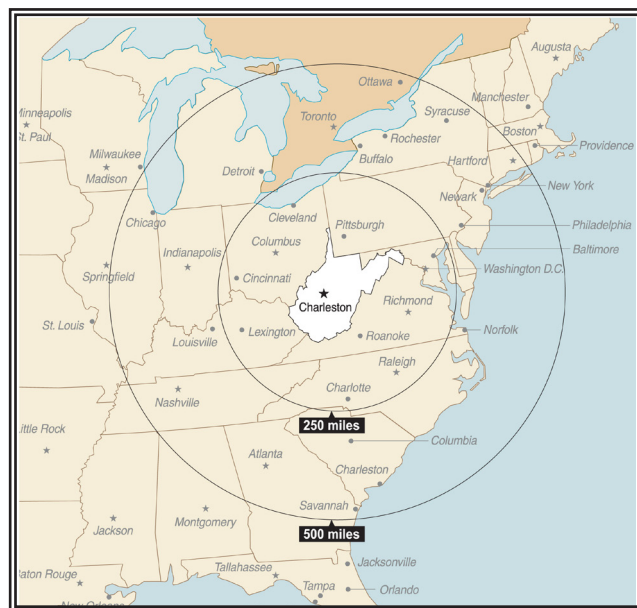 Augusta
Ottawa
Manchester
Minneapolis
St. Paul
Toronto
Syracuse
Boston
Milwaukee
Rochester
Providence
Madison
Detroit
Buffalo
Hartford
New York
Newark
Chicago
Cleveland
Pittsburgh
Philadelphia
Columbus
Baltimore
Indianapolis
Springfield
Cincinnati
Washington D.C.
Charleston
Richmond
St. Louis
Louisville
Lexington
Roanoke
Norfolk
Raleigh
Nashville
Charlotte
250 miles
Little Rock
Columbia
Atlanta
Charleston
Savannah
Montgomery
Jackson
500 miles
Jacksonville
Tallahassee
Baton Rouge
Tampa
Orlando
New Orleans